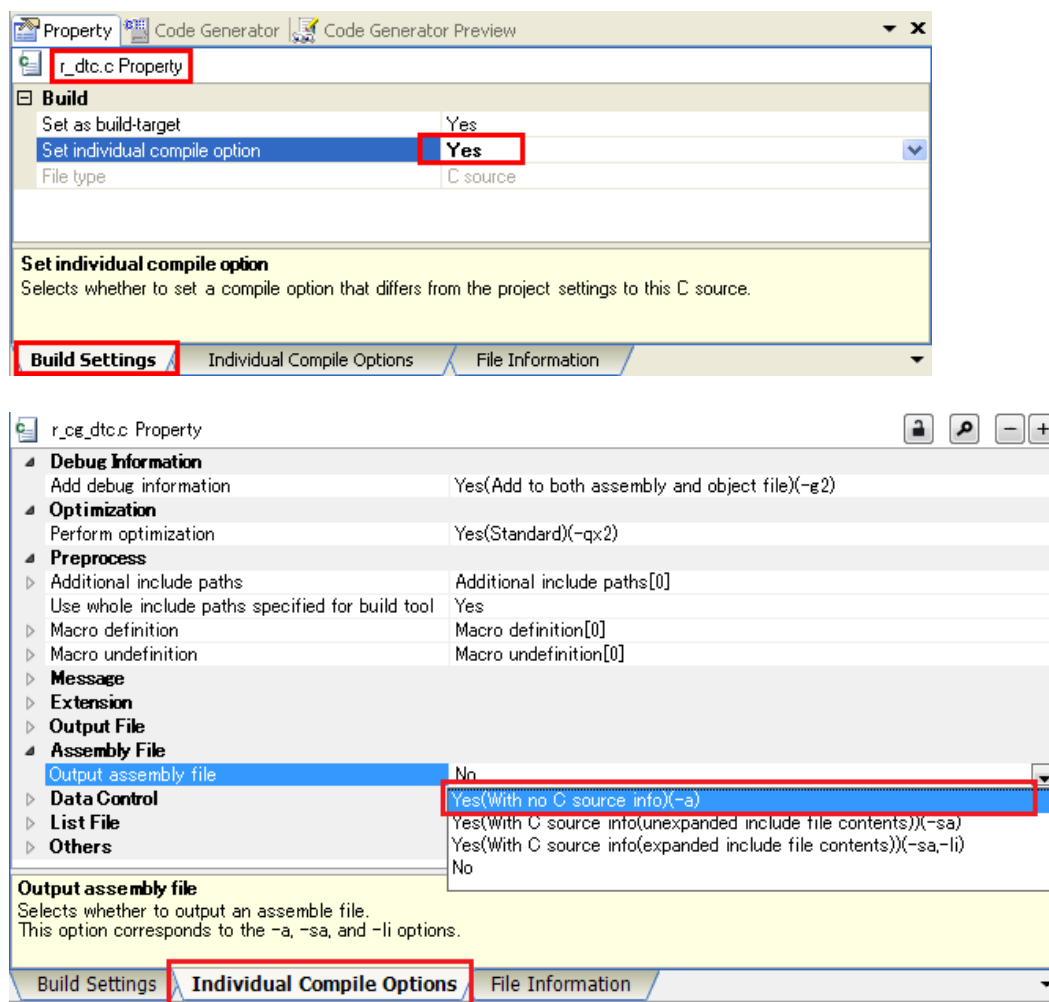 Property Code Generator Code Generator Preview
r_dtc.c Property
Build
Set as build-target Yes
Set individual compile option Yes
File type C source
Set individual compile option
Selects whether to set a compile option that differs from the project settings to this C source.
Build Settings Individual Compile Options File Information
r_cg_dtc.c Property
Debug Information
Add debug information Yes(Add to both assembly and object file)(-g2)
Optimization
Perform optimization Yes(Standard)(-qx2)
Preprocess
Additional include paths Additional include paths[0]
Use whole include paths specified for build tool Yes
Macro definition Macro definition[0]
Macro undefinition Macro undefinition[0]
Message
Extension
Output File
Assembly File
Output assembly file No
Data Control Yes(With no C source info)(-a)
List File Yes(With C source info(unexpanded include file contents))(-sa)
Others Yes(With C source info(expanded include file contents))(-sa,-li)
No
Output assembly file
Selects whether to output an assemble file.
This option corresponds to the -a, -sa, and -li options.
Build Settings Individual Compile Options File Information